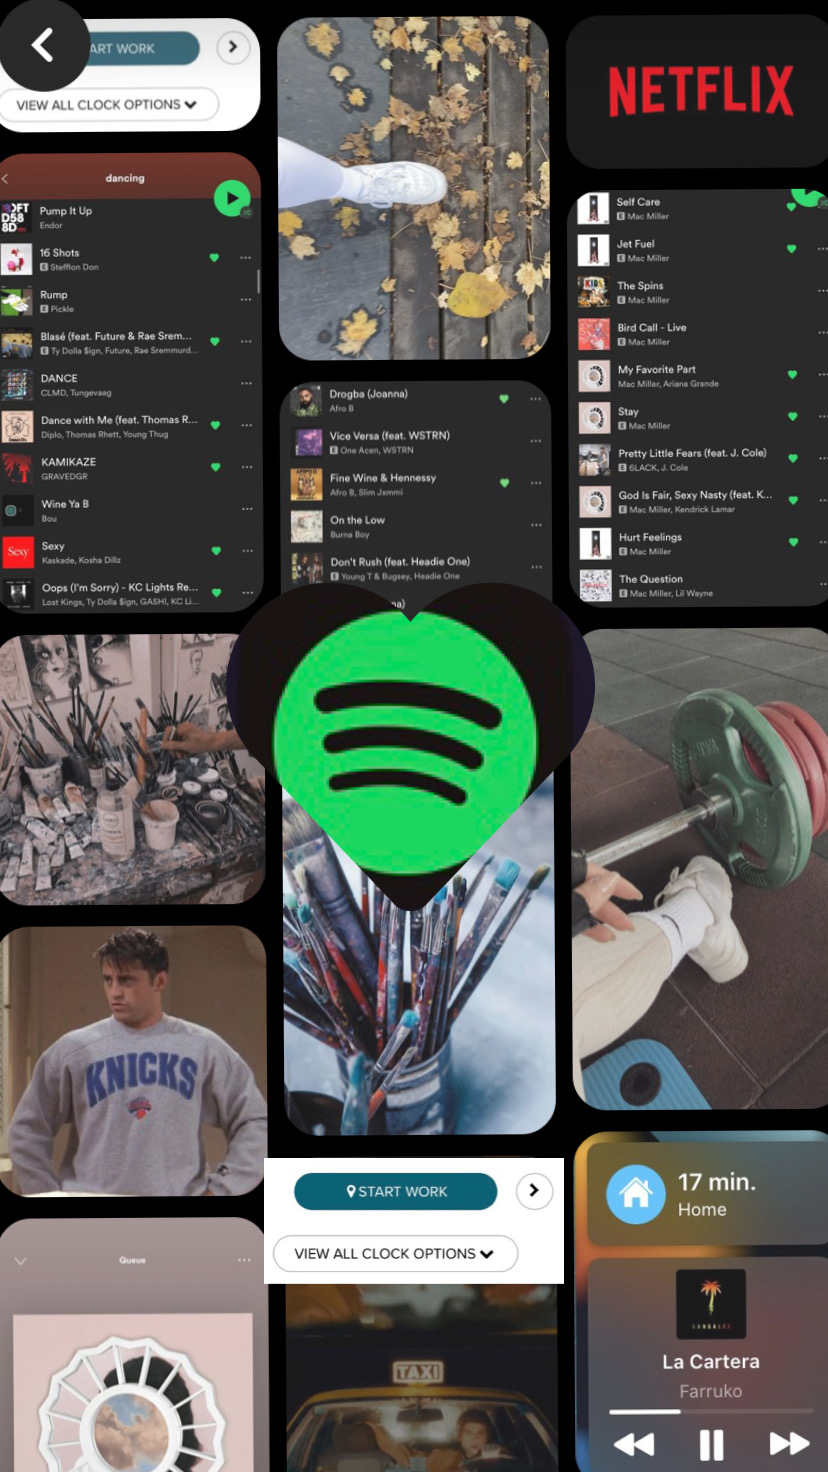 ART WORK
VIEW ALL CLOCK OPTIONS
dancing
Pump It Up
Endor
16 Shots
E Stefflon Don
Rump
E Pickle
Blasé (feat. Future & Rae Srem...
E Ty Dolla $ign, Future, Rae Sremmurd...
DANCE
CLMD, Tungevaag
Dance with Me (feat. Thomas R...
Diplo, Thomas Rhett, Young Thug
KAMIKAZE
GRAVEDGR
Wine Ya B
Bou
Sexy
Sexy
Kaskade, Kosha Dillz
Oops (I'm Sorry) - KC Lights Re...
Lost Kings, Ty Dolla $ign, GASHI, KC Li...
KNICKS
Queue
Drogba (Joanna)
Afro B
Vice Versa (feat. WSTRN)
E One Acen, WSTRN
Fine Wine & Hennessy
Afro B, Slim Jxmmi
On the Low
Burna Boy
Don't Rush (feat. Headie One)
E Young T & Bugsey, Headie One
na)
START WORK
VIEW ALL CLOCK OPTIONS
TAXI
NETFLIX
Self Care
E Mac Miller
Jet Fuel
E Mac Miller
The Spins
E Mac Miller
Bird Call - Live
E Mac Miller
My Favorite Part
Mac Miller, Ariana Grande
Stay
E Mac Miller
Pretty Little Fears (feat. J. Cole)
E 6LACK, J. Cole
God Is Fair, Sexy Nasty (feat. K...
E Mac Miller, Kendrick Lamar
Hurt Feelings
E Mac Miller
The Question
E Mac Miller, Lil Wayne
17 min.
Home
La Cartera
Farruko